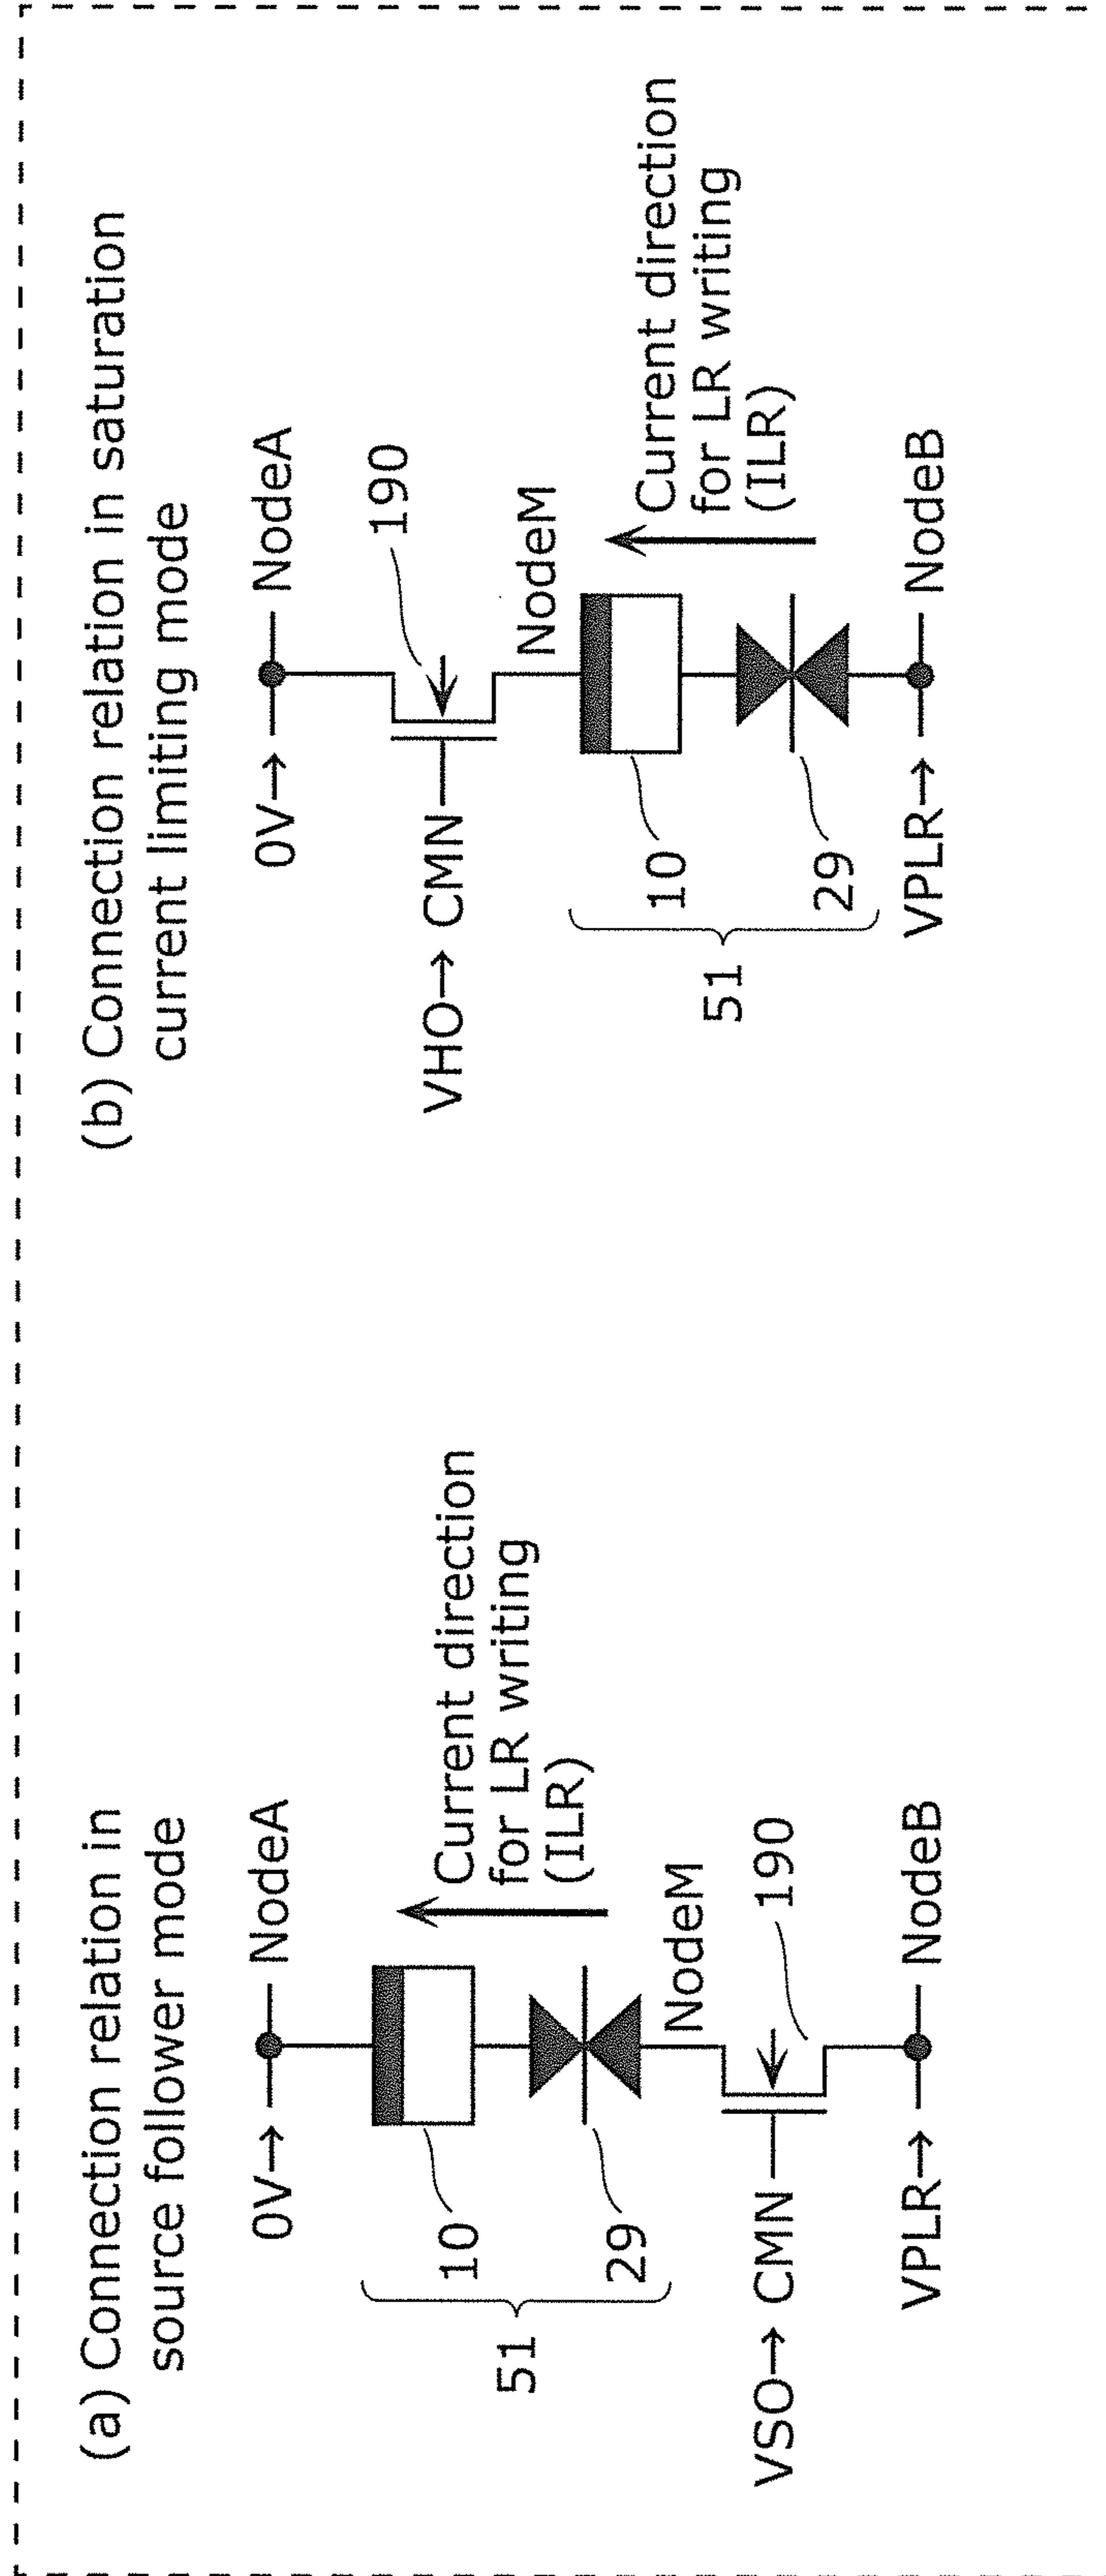 (a) Connection relation in
source follower mode
0V→ NodeA
10
29
51
Current direction
for LR writing
(ILR)
NodeM
190
VSO→ CMN
VPLR→ NodeB
(b) Connection relation in saturation
current limiting mode
0V→ NodeA
190
VHO→ CMN
NodeM
10
29
51
Current direction
for LR writing
(ILR)
VPLR→ NodeB